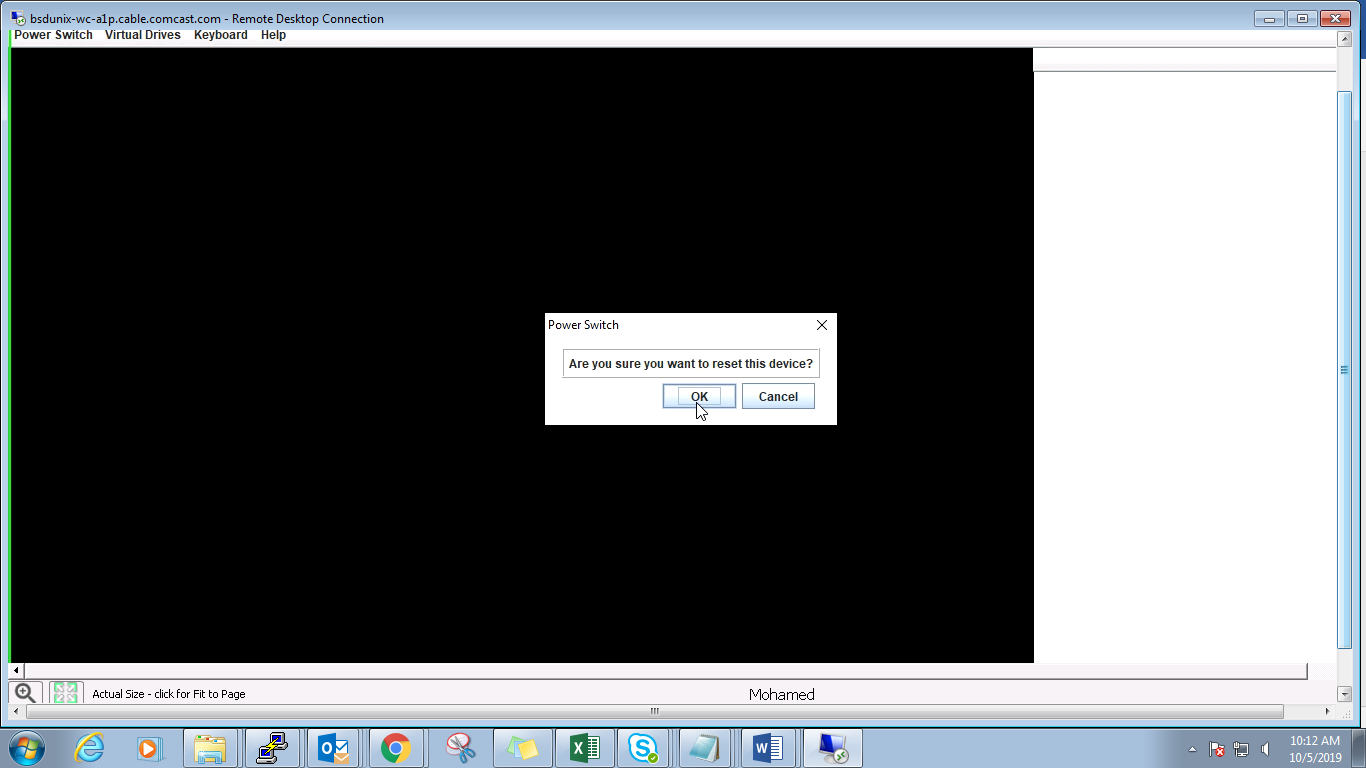 bsdunix-wc-a1p.cable.comcast.com - Remote Desktop Connection
Power Switch Virtual Drives Keyboard Help
Power Switch
Are you sure you want to reset this device?
OK Cancel
Actual Size - click for Fit to Page Mohamed
10:12 AM
10/5/2019